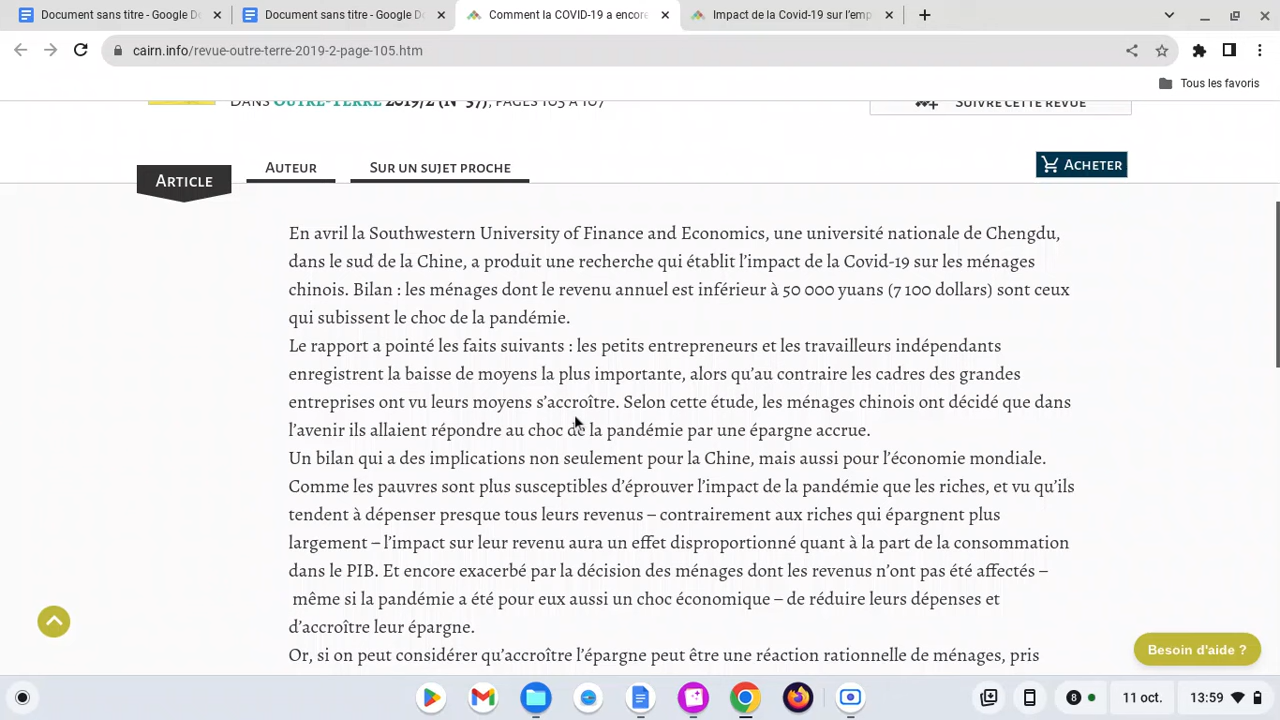 Document sans titre - Google D
Document sans titre - Google D
Comment la COVID-19 a encore
Impact de la Covid-19 sur l'emp
cairn.info/revue-outre-terre-2019-2-page-105.htm
Tous les favoris
DANS OUTRE-TERRE 2019/2 (N° 57), PAGES 105 À 107
SUIVRE CETTE REVUE
ARTICLE
AUTEUR
SUR UN SUJET PROCHE
ACHETER
En avril la Southwestern University of Finance and Economics, une université nationale de Chengdu,
dans le sud de la Chine, a produit une recherche qui établit l'impact de la Covid-19 sur les ménages
chinois. Bilan : les ménages dont le revenu annuel est inférieur à 50 000 yuans (7 100 dollars) sont ceux
qui subissent le choc de la pandémie.
Le rapport a pointé les faits suivants : les petits entrepreneurs et les travailleurs indépendants
enregistrent la baisse de moyens la plus importante, alors qu'au contraire les cadres des grandes
entreprises ont vu leurs moyens s'accroître. Selon cette étude, les ménages chinois ont décidé que dans
l'avenir ils allaient répondre au choc de la pandémie par une épargne accrue.
Un bilan qui a des implications non seulement pour la Chine, mais aussi pour l'économie mondiale.
Comme les pauvres sont plus susceptibles d'éprouver l'impact de la pandémie que les riches, et vu qu'ils
tendent à dépenser presque tous leurs revenus – contrairement aux riches qui épargnent plus
largement – l'impact sur leur revenu aura un effet disproportionné quant à la part de la consommation
dans le PIB. Et encore exacerbé par la décision des ménages dont les revenus n'ont pas été affectés –
même si la pandémie a été pour eux aussi un choc économique – de réduire leurs dépenses et
d'accroître leur épargne.
Or, si on peut considérer qu'accroître l'épargne peut être une réaction rationnelle de ménages, pris
Besoin d'aide ?
8
11 oct.
13:59